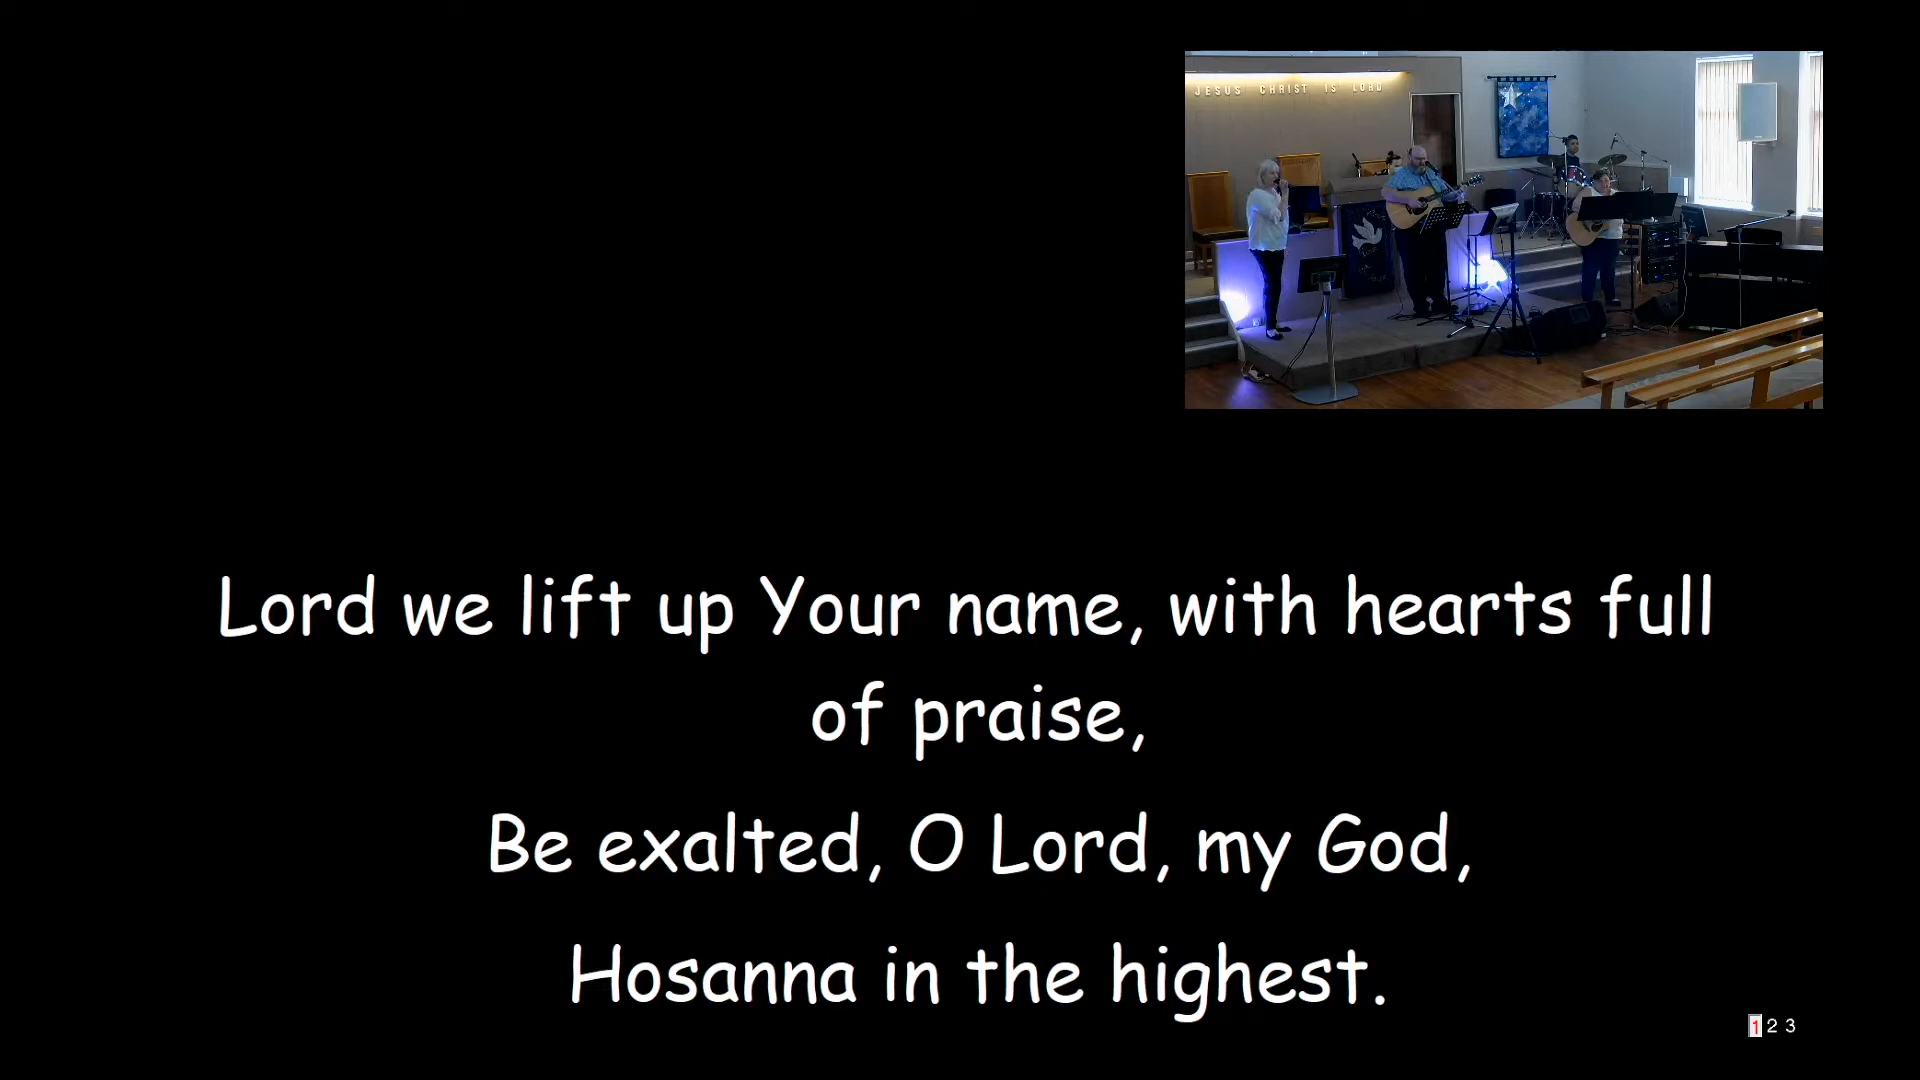 JESUS CHRIST IS LORD
Lord we lift up Your name, with hearts full
of praise,
Be exalted, O Lord, my God,
Hosanna in the highest.
1 2 3